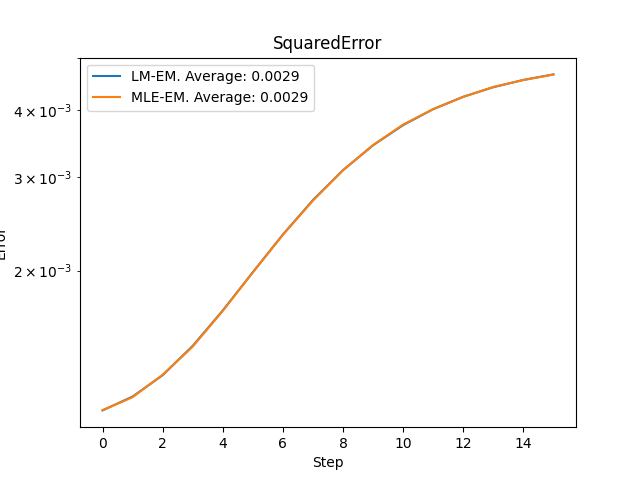 SquaredError
LM-EM. Average: 0.0029
MLE-EM. Average: 0.0029
4 × 10⁻³
3 × 10⁻³
2 × 10⁻³
Error
0 2 4 6 8 10 12 14
Step